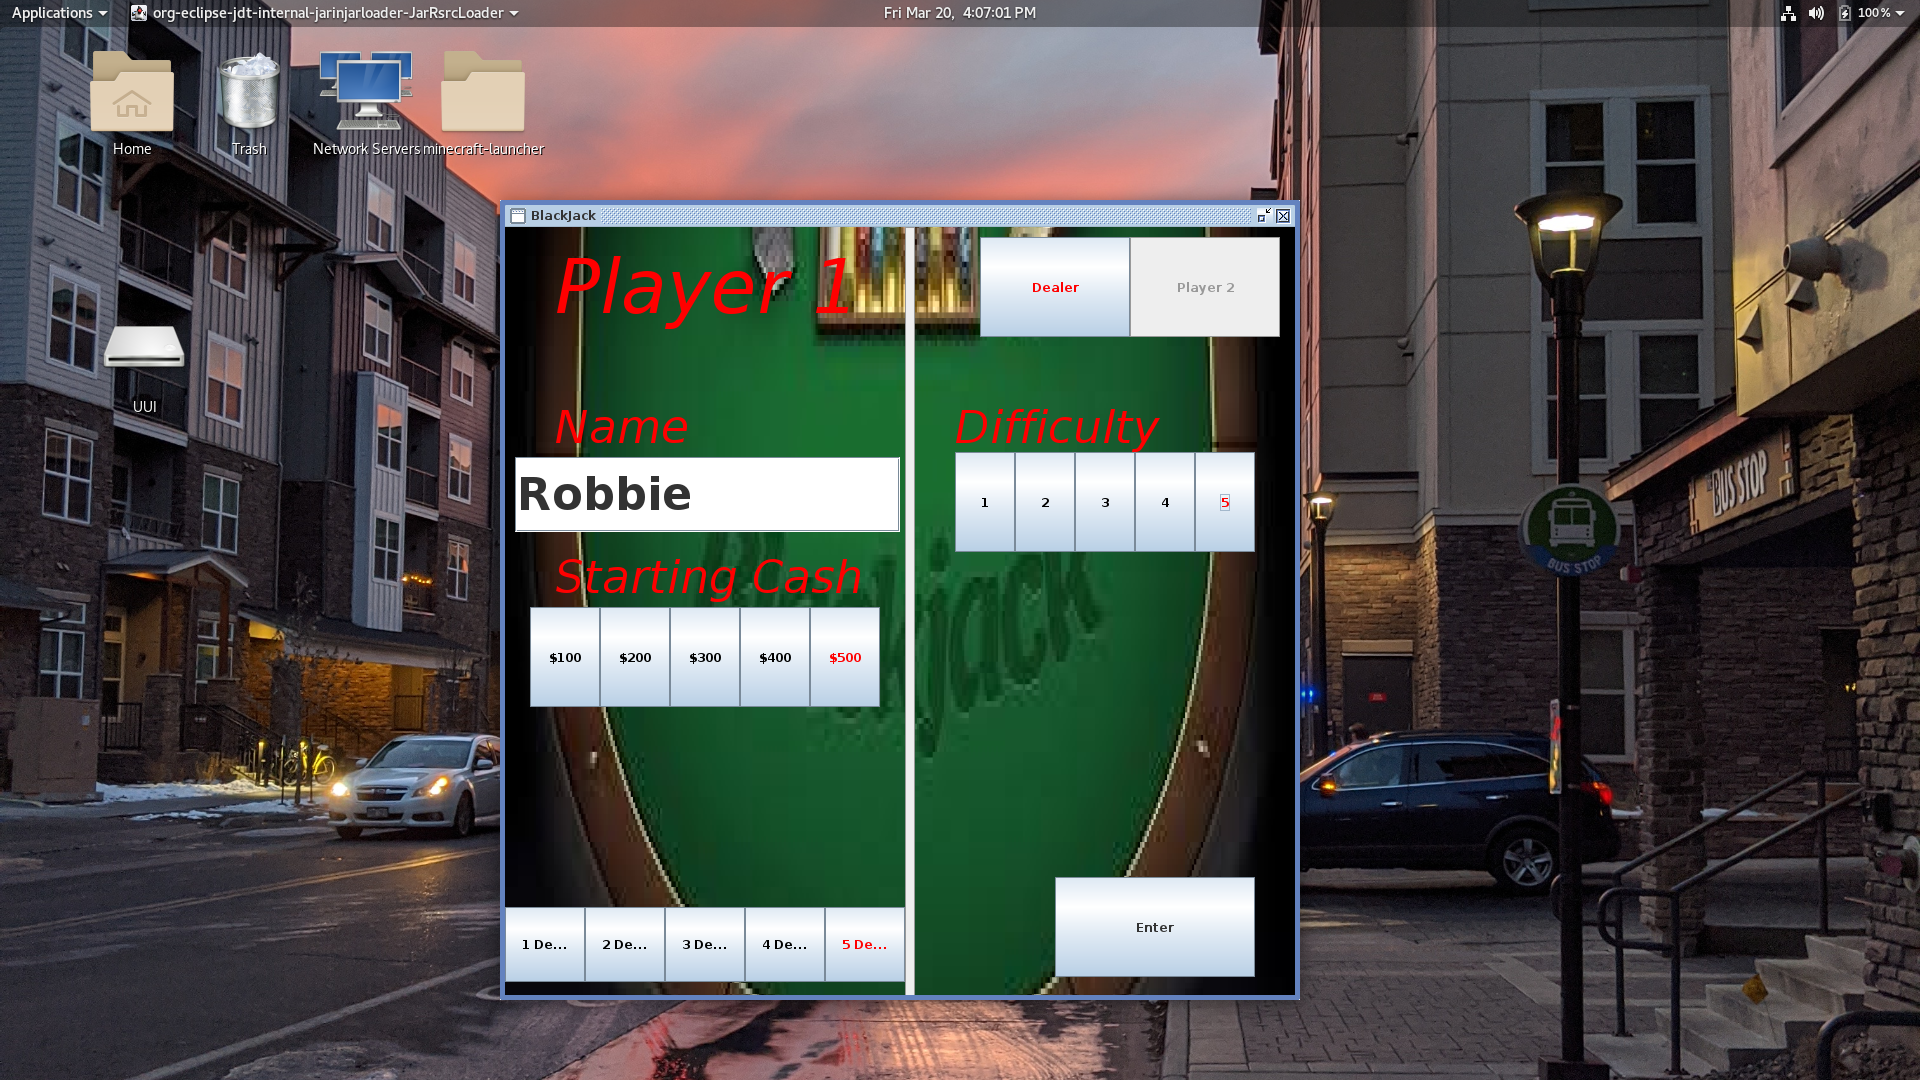 Applications
org-eclipse-jdt-internal-jarinjarloader-JarRsrcLoader
Fri Mar 20, 4:07:01 PM
100%
Home
Trash
Network Servers
minecraft-launcher
UUI
BlackJack
Player 1
Dealer
Player 2
Name
Robbie
Difficulty
1
2
3
4
5
Starting Cash
$100
$200
$300
$400
$500
Blackjack
1 De...
2 De...
3 De...
4 De...
5 De...
Enter
BUS STOP
BUS STOP